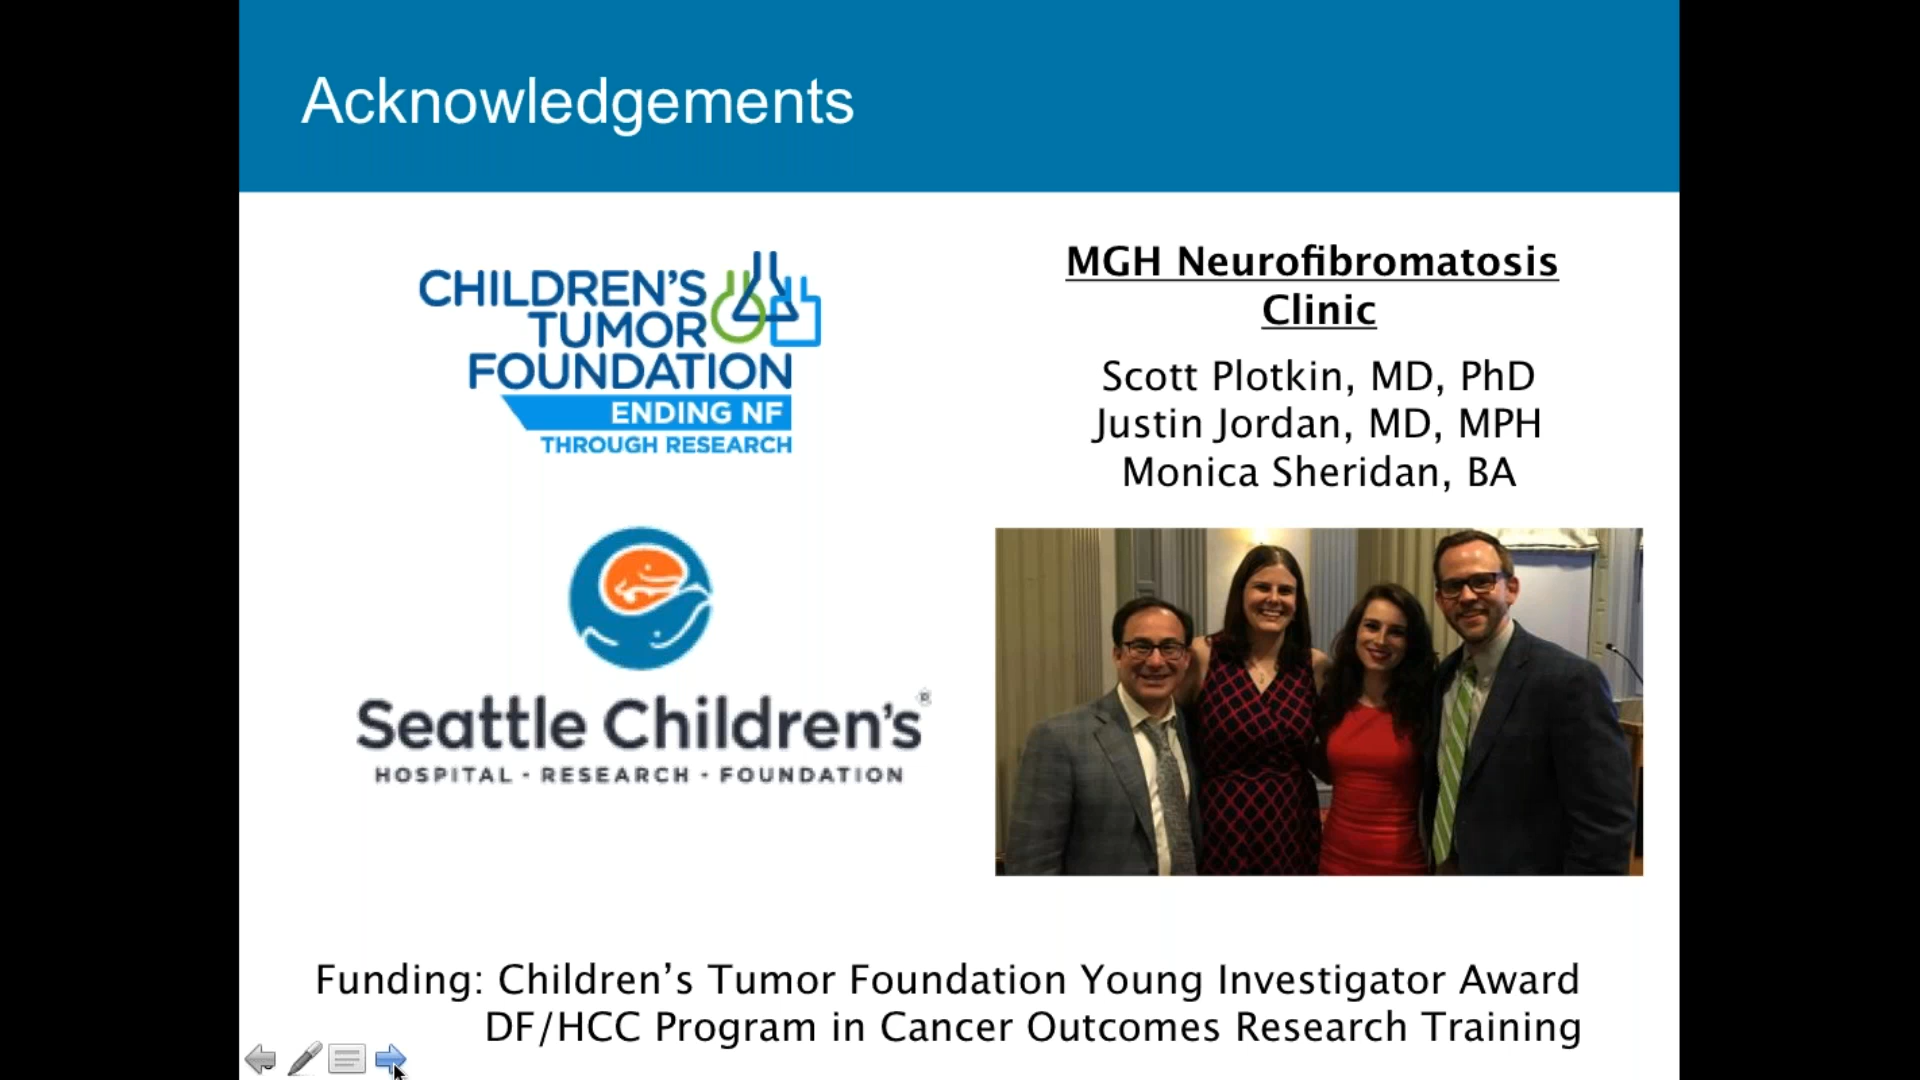 Acknowledgements
CHILDREN'S
TUMOR
FOUNDATION
ENDING NF
THROUGH RESEARCH
Seattle Children's
HOSPITAL · RESEARCH · FOUNDATION
MGH Neurofibromatosis
Clinic
Scott Plotkin, MD, PhD
Justin Jordan, MD, MPH
Monica Sheridan, BA
Funding: Children’s Tumor Foundation Young Investigator Award
DF/HCC Program in Cancer Outcomes Research Training